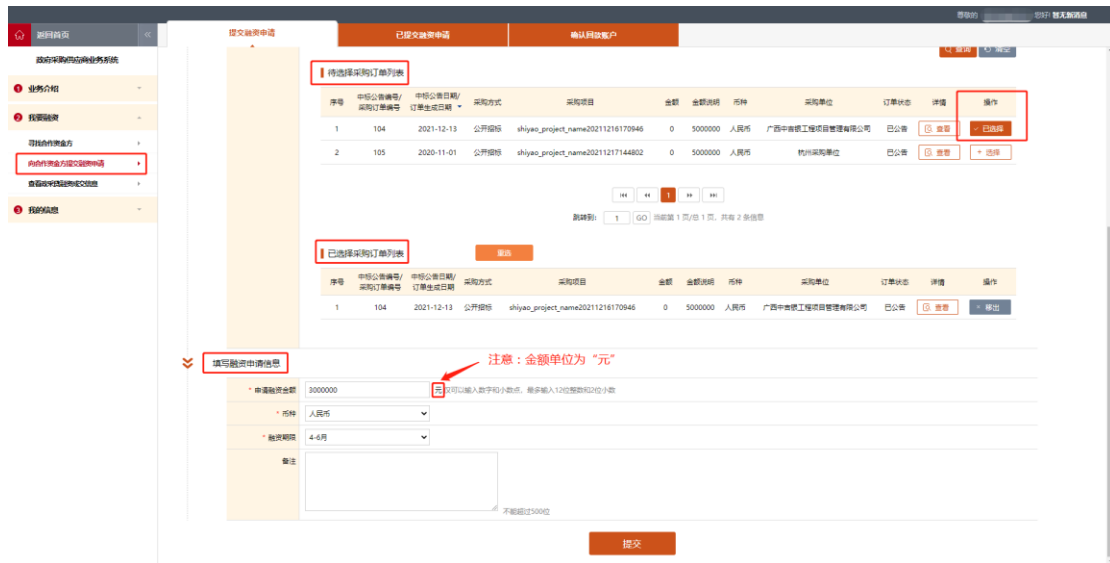 尊敬的 您好! 暂无新消息
返回首页 <<
提交融资申请 已提交融资申请 确认回款账户
政府采购供应商业务系统
查询 清空
待选择采购订单列表
1 业务介绍
序号 中标公告编号/采购订单编号 中标公告日期/订单生成日期 采购方式 采购项目 金额 金额说明 币种 采购单位 订单状态 详情 操作
2 我要融资
1 104 2021-12-13 公开招标 shiyao_project_name20211216170946 0 5000000 人民币 广西中吉银工程项目管理有限公司 已公告 查看 已选择
寻找合作资金方
2 105 2020-11-01 公开招标 shiyao_project_name20211217144802 0 5000000 人民币 杭州采购单位 已公告 查看 + 选择
向合作资金方提交融资申请
查看政采贷融资成交信息
3 我的信息
1
跳转到: 1 GO 当前第 1 页/总 1 页, 共有 2 条信息
已选择采购订单列表 重选
序号 中标公告编号/采购订单编号 中标公告日期/订单生成日期 采购方式 采购项目 金额 金额说明 币种 采购单位 订单状态 详情 操作
1 104 2021-12-13 公开招标 shiyao_project_name20211216170946 0 5000000 人民币 广西中吉银工程项目管理有限公司 已公告 查看 移出
填写融资申请信息
注意：金额单位为“元”
* 申请融资金额 3000000 元 仅可以输入数字和小数点，最多输入12位整数和2位小数
* 币种 人民币
* 融资期限 4-6月
备注
不能超过500位
提交